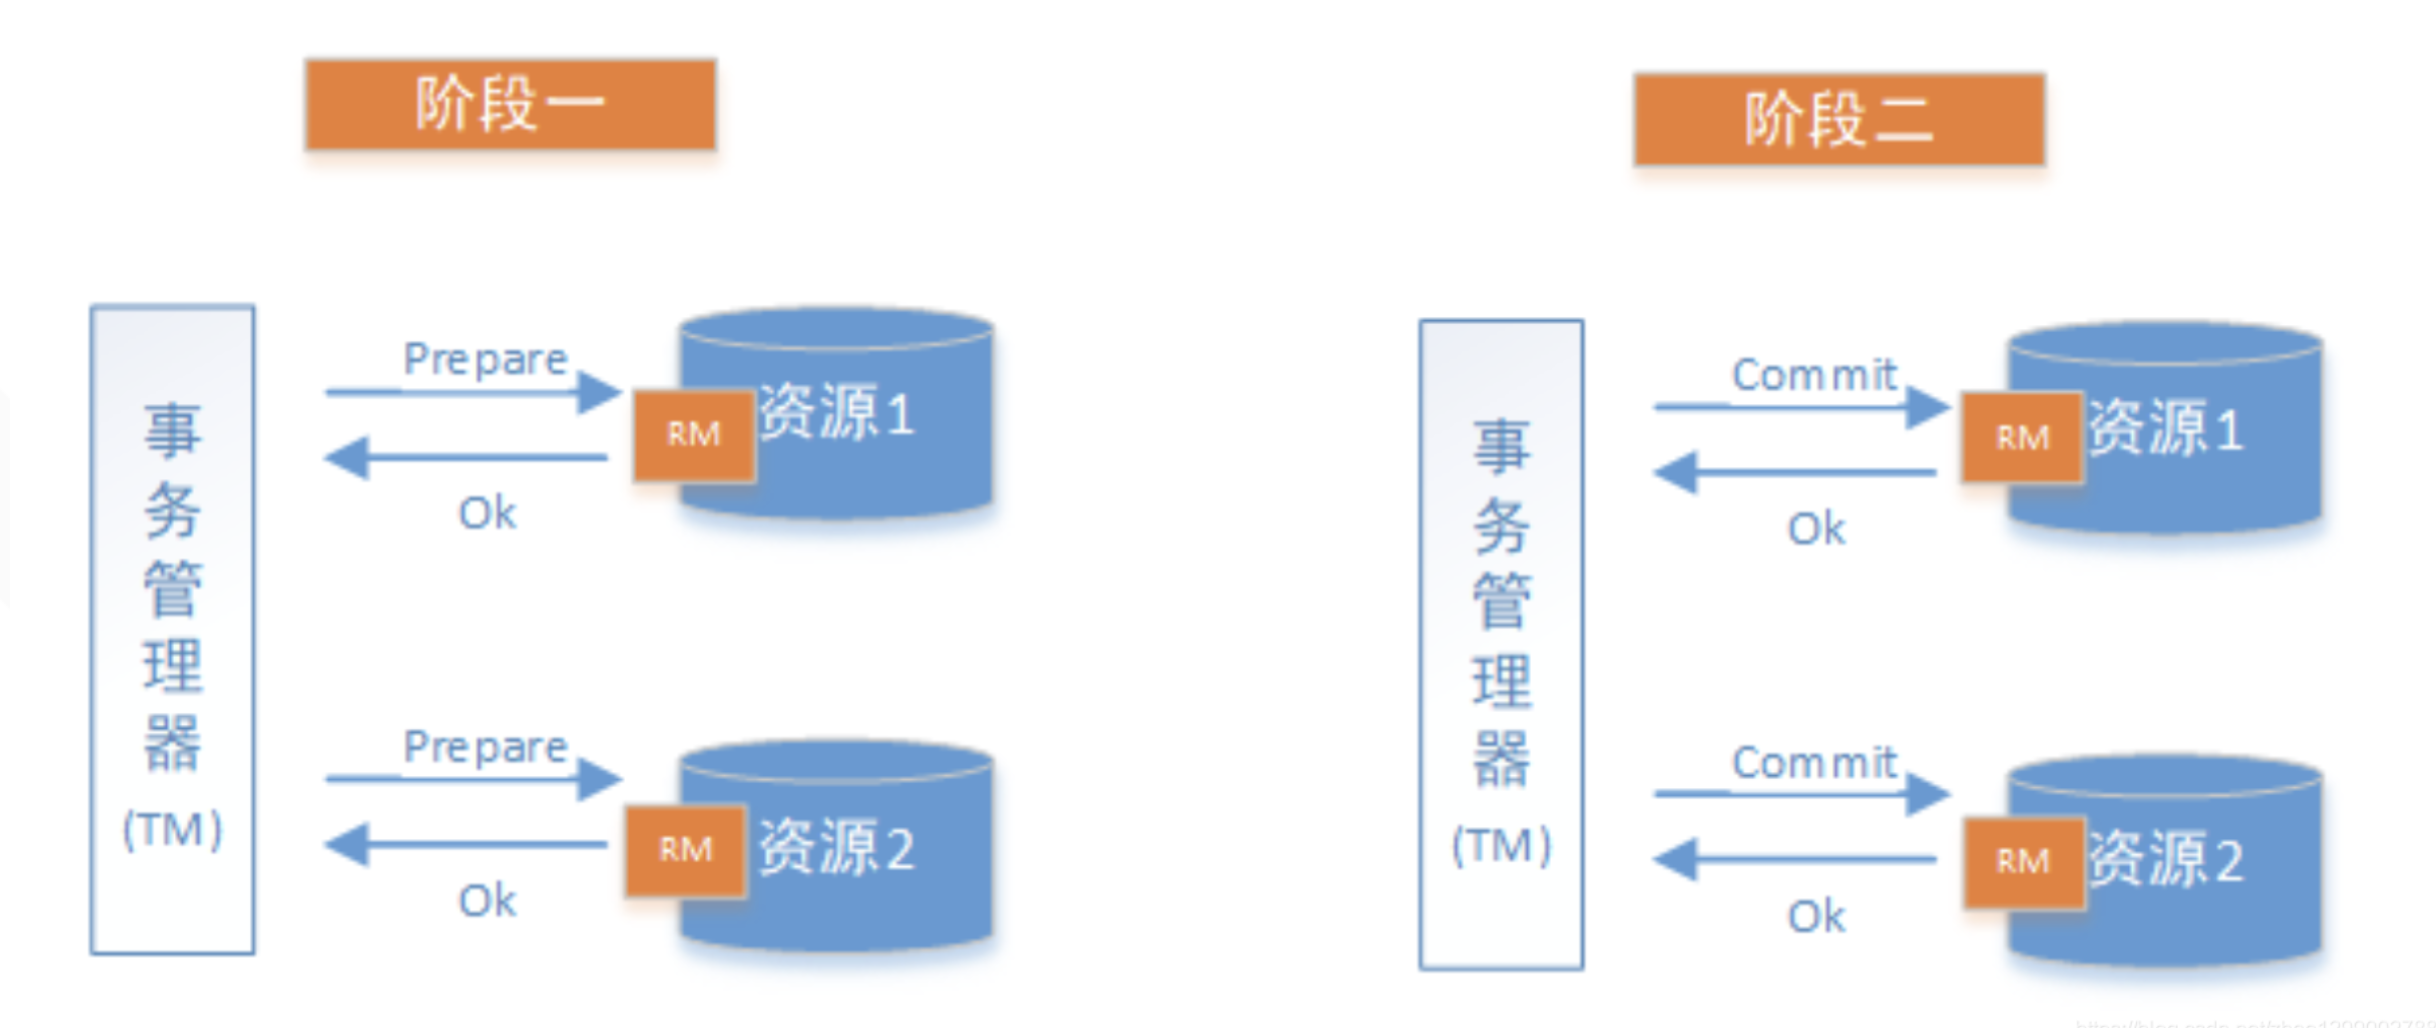 阶段一
事务管理器
(TM)
Prepare
Ok
RM
资源1
Prepare
Ok
RM
资源2
阶段二
事务管理器
(TM)
Commit
Ok
RM
资源1
Commit
Ok
RM
资源2